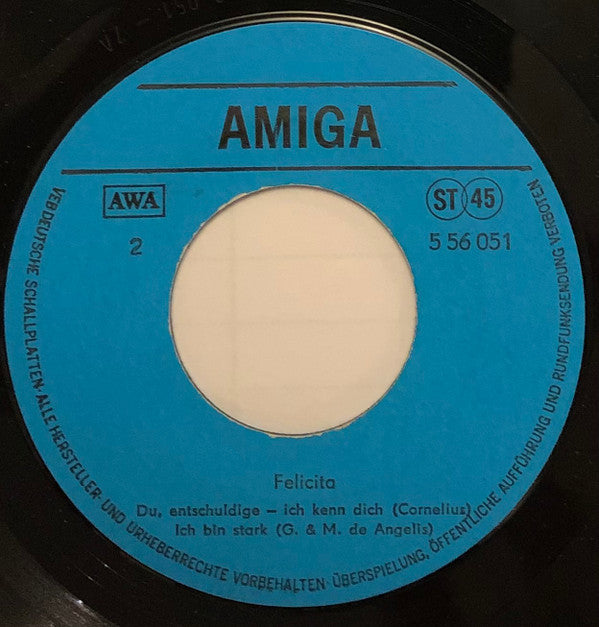 AMIGA
AWA
ST 45
2
5 56 051
Felicita
Du, entschuldige – ich kenn dich (Cornelius)
Ich bin stark (G. & M. de Angelis)
VEB DEUTSCHE SCHALLPLATTEN · ALLE HERSTELLER- UND URHEBERRECHTE VORBEHALTEN · ÜBERSPIELUNG, ÖFFENTLICHE AUFFÜHRUNG UND RUNDFUNKSENDUNG VERBOTEN